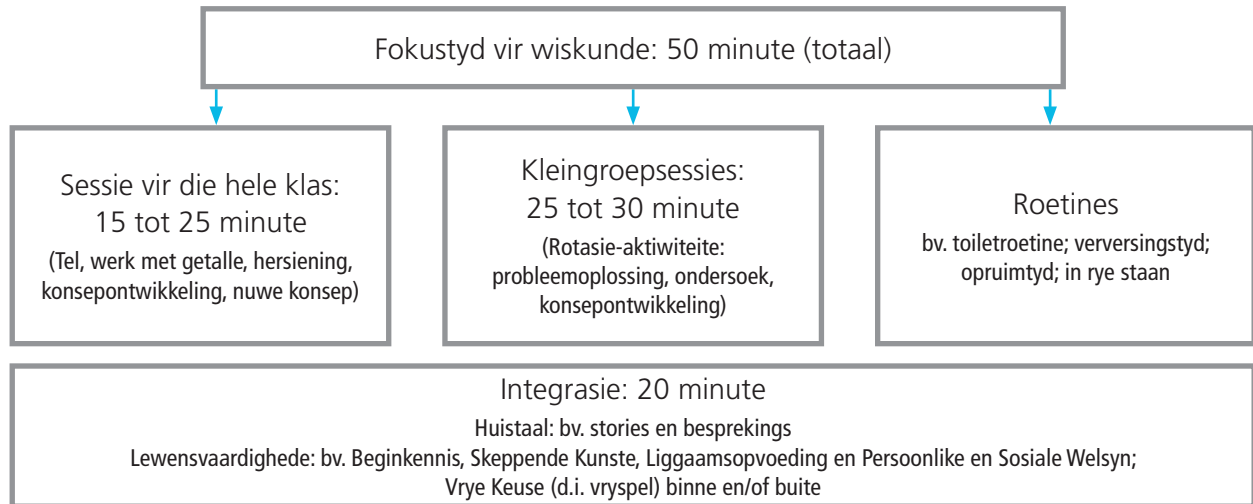 Fokustyd vir wiskunde: 50 minute (totaal)
Sessie vir die hele klas:
15 tot 25 minute
(Tel, werk met getalle, hersiening,
konsepontwikkeling, nuwe konsep)
Kleingroepsessies:
25 tot 30 minute
(Rotasie-aktiwiteite:
probleemoplossing, ondersoek,
konsepontwikkeling)
Roetines
bv. toiletroetine; verversingstyd;
opruimtyd; in rye staan
Integrasie: 20 minute
Huistaal: bv. stories en besprekings
Lewensvaardighede: bv. Beginkennis, Skeppende Kunste, Liggaamsopvoeding en Persoonlike en Sosiale Welsyn;
Vrye Keuse (d.i. vryspel) binne en/of buite